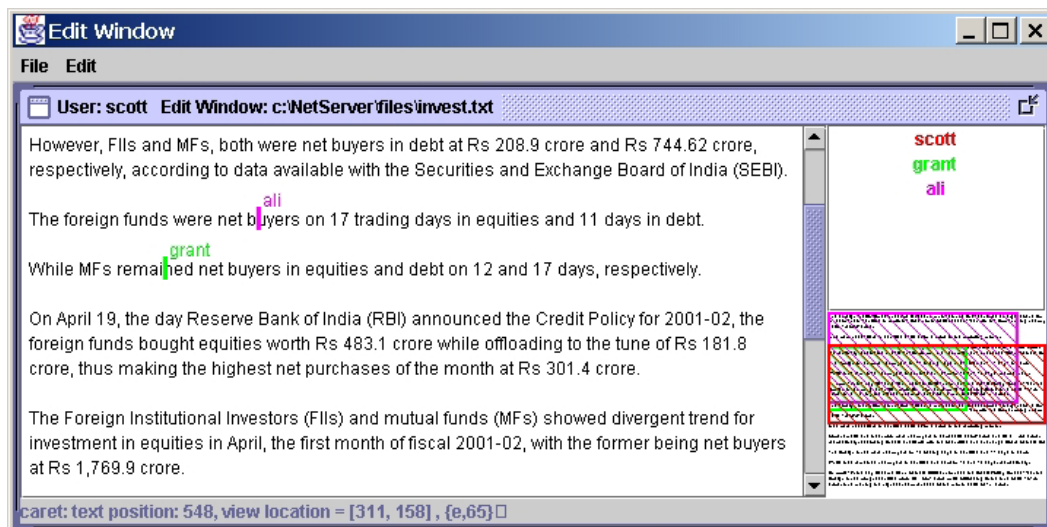 Edit Window
File Edit
User: scott Edit Window: c:\NetServer\files\invest.txt
However, FIIs and MFs, both were net buyers in debt at Rs 208.9 crore and Rs 744.62 crore,
respectively, according to data available with the Securities and Exchange Board of India (SEBI).
ali
The foreign funds were net buyers on 17 trading days in equities and 11 days in debt.
grant
While MFs remained net buyers in equities and debt on 12 and 17 days, respectively.
On April 19, the day Reserve Bank of India (RBI) announced the Credit Policy for 2001-02, the
foreign funds bought equities worth Rs 483.1 crore while offloading to the tune of Rs 181.8
crore, thus making the highest net purchases of the month at Rs 301.4 crore.
The Foreign Institutional Investors (FIIs) and mutual funds (MFs) showed divergent trend for
investment in equities in April, the first month of fiscal 2001-02, with the former being net buyers
at Rs 1,769.9 crore.
scott
grant
ali
caret: text position: 548, view location = [311, 158] , {e,65}□